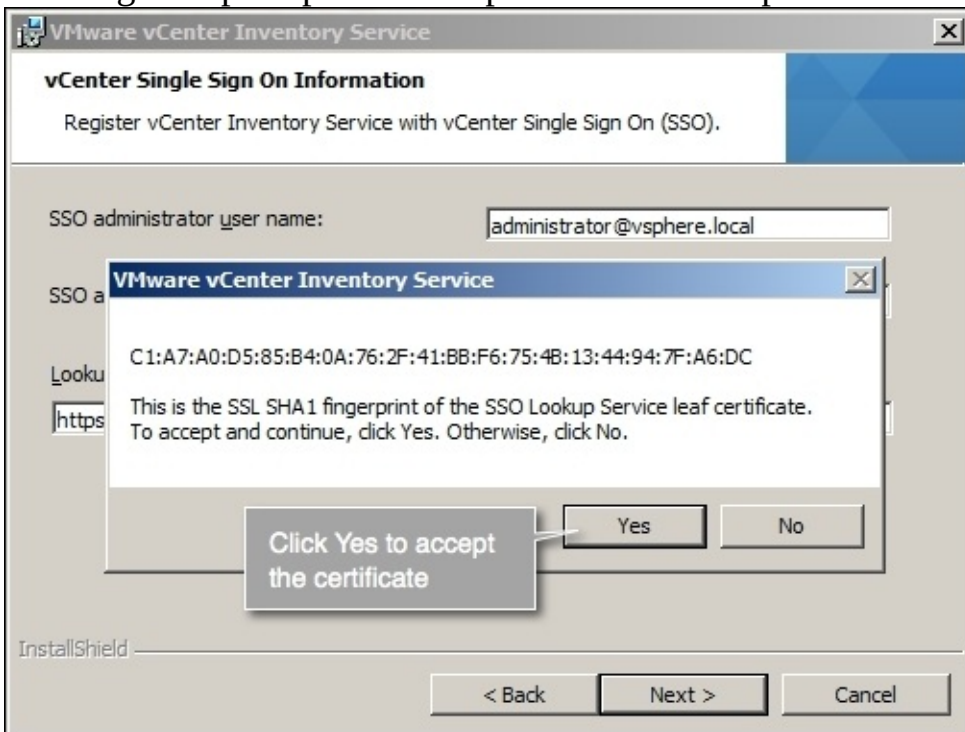 VMware vCenter Inventory Service
vCenter Single Sign On Information
Register vCenter Inventory Service with vCenter Single Sign On (SSO).
SSO administrator user name:
administrator@vsphere.local
SSO a
VMware vCenter Inventory Service
C1:A7:A0:D5:85:B4:0A:76:2F:41:BB:F6:75:4B:13:44:94:7F:A6:DC
Looku
https
This is the SSL SHA1 fingerprint of the SSO Lookup Service leaf certificate.
To accept and continue, click Yes. Otherwise, click No.
Yes
No
Click Yes to accept
the certificate
InstallShield
< Back
Next >
Cancel